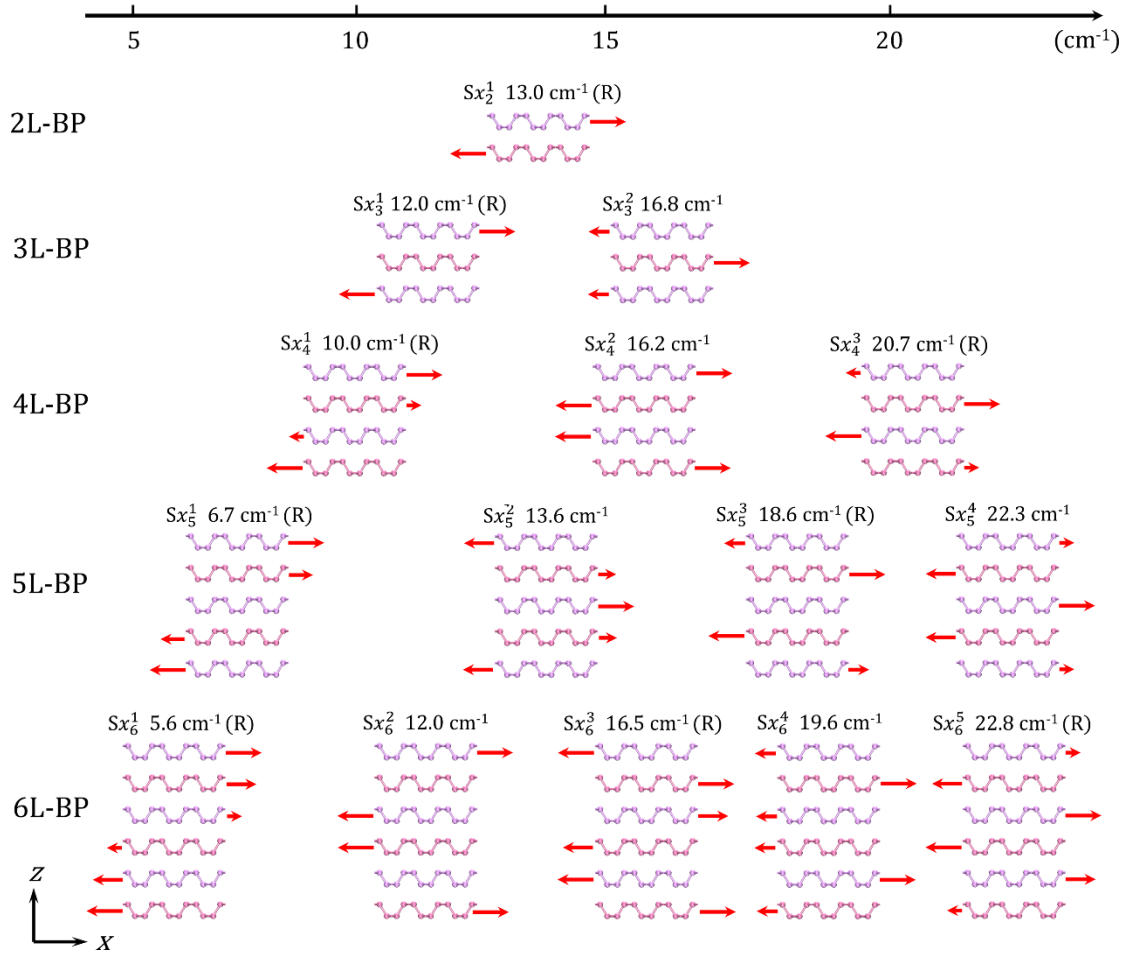 5 10 15 20 (cm⁻¹)
Sx₂¹ 13.0 cm⁻¹ (R)
2L-BP
Sx₃¹ 12.0 cm⁻¹ (R) Sx₃² 16.8 cm⁻¹
3L-BP
Sx₄¹ 10.0 cm⁻¹ (R) Sx₄² 16.2 cm⁻¹ Sx₄³ 20.7 cm⁻¹ (R)
4L-BP
Sx₅¹ 6.7 cm⁻¹ (R) Sx₅² 13.6 cm⁻¹ Sx₅³ 18.6 cm⁻¹ (R) Sx₅⁴ 22.3 cm⁻¹
5L-BP
Sx₆¹ 5.6 cm⁻¹ (R) Sx₆² 12.0 cm⁻¹ Sx₆³ 16.5 cm⁻¹ (R) Sx₆⁴ 19.6 cm⁻¹ Sx₆⁵ 22.8 cm⁻¹ (R)
6L-BP
z
x